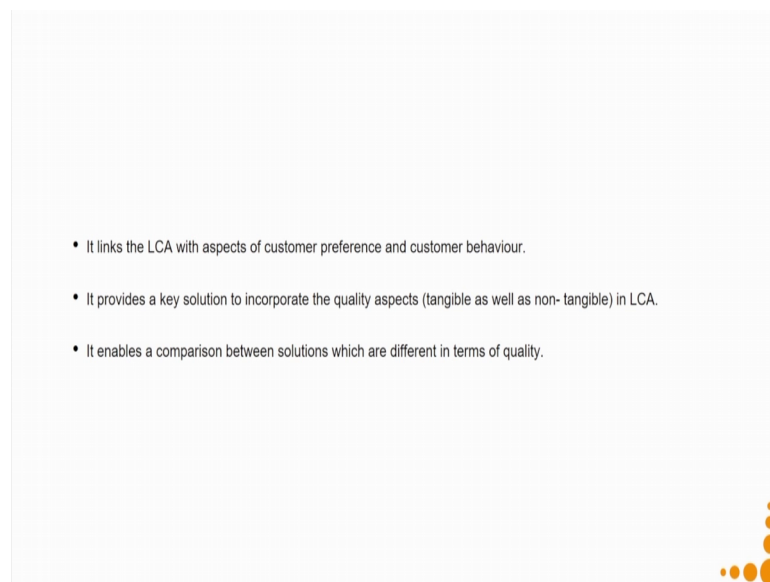 • It links the LCA with aspects of customer preference and customer behaviour.
• It provides a key solution to incorporate the quality aspects (tangible as well as non- tangible) in LCA.
• It enables a comparison between solutions which are different in terms of quality.